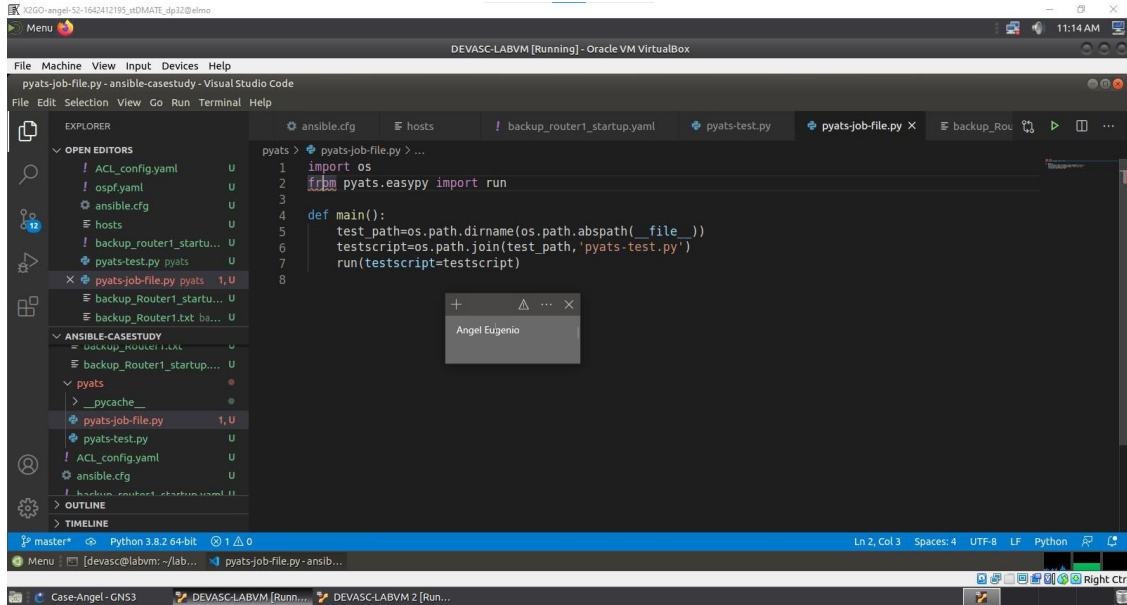 X2GO-angel-52-1642412195_stDMATE_dp32@elmo
Menu
11:14 AM
DEVASC-LABVM [Running] - Oracle VM VirtualBox
File Machine View Input Devices Help
pyats-job-file.py - ansible-casestudy - Visual Studio Code
File Edit Selection View Go Run Terminal Help
EXPLORER
ansible.cfg
hosts
! backup_router1_startup.yaml
pyats-test.py
pyats-job-file.py
backup_Rou
OPEN EDITORS
! ACL_config.yaml U
! ospf.yaml U
ansible.cfg U
hosts U
! backup_router1_startu... U
pyats-test.py pyats U
pyats-job-file.py pyats 1, U
backup_Router1_startu... U
backup_Router1.txt ba... U
ANSIBLE-CASESTUDY
backup_Router1.txt U
backup_Router1_startup.... U
pyats
__pycache__
pyats-job-file.py 1, U
pyats-test.py U
! ACL_config.yaml U
ansible.cfg U
! backup_router1_startup.yaml U
OUTLINE
TIMELINE
12
pyats > pyats-job-file.py > ...
1 import os
2 from pyats.easypy import run
3
4 def main():
5 test_path=os.path.dirname(os.path.abspath(__file__))
6 testscript=os.path.join(test_path,'pyats-test.py')
7 run(testscript=testscript)
8
Angel Eugenio
master* Python 3.8.2 64-bit 1 0
Ln 2, Col 3 Spaces: 4 UTF-8 LF Python
Menu [devasc@labvm: ~/lab... pyats-job-file.py - ansib...
Right Ctr
Case-Angel - GNS3 DEVASC-LABVM [Runn... DEVASC-LABVM 2 [Run...